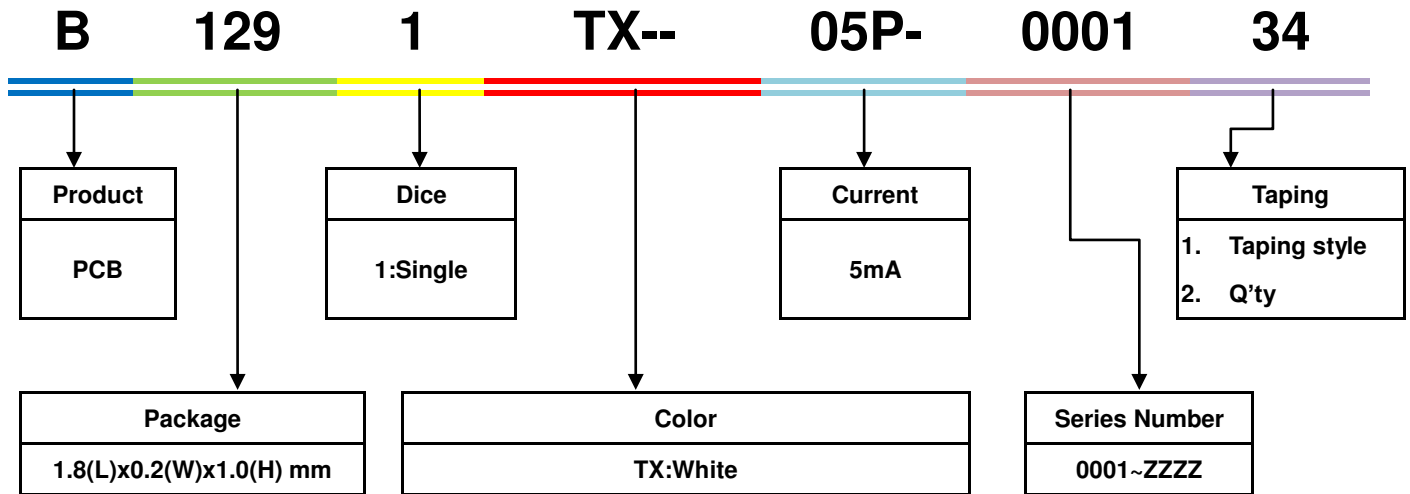 B 129 1 TX-- 05P- 0001 34
Product
PCB
Dice
1:Single
Current
5mA
Taping
1. Taping style
2. Q’ty
Package
1.8(L)x0.2(W)x1.0(H) mm
Color
TX:White
Series Number
0001~ZZZZ